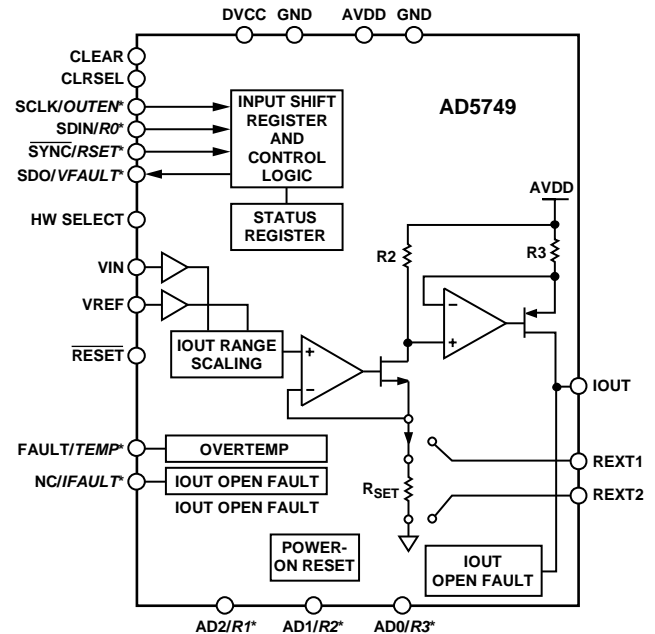 DVCC GND AVDD GND
CLEAR
CLRSEL
SCLK/OUTEN*
SDIN/R0*
SYNC/RSET*
SDO/VFAULT*
HW SELECT
VIN
VREF
RESET
FAULT/TEMP*
NC/IFAULT*
INPUT SHIFT
REGISTER
AND
CONTROL
LOGIC
STATUS
REGISTER
AD5749
AVDD
R2
R3
IOUT RANGE
SCALING
+
−
−
+
IOUT
REXT1
REXT2
RSET
OVERTEMP
IOUT OPEN FAULT
IOUT OPEN FAULT
POWER-
ON RESET
IOUT
OPEN FAULT
AD2/R1* AD1/R2* AD0/R3*